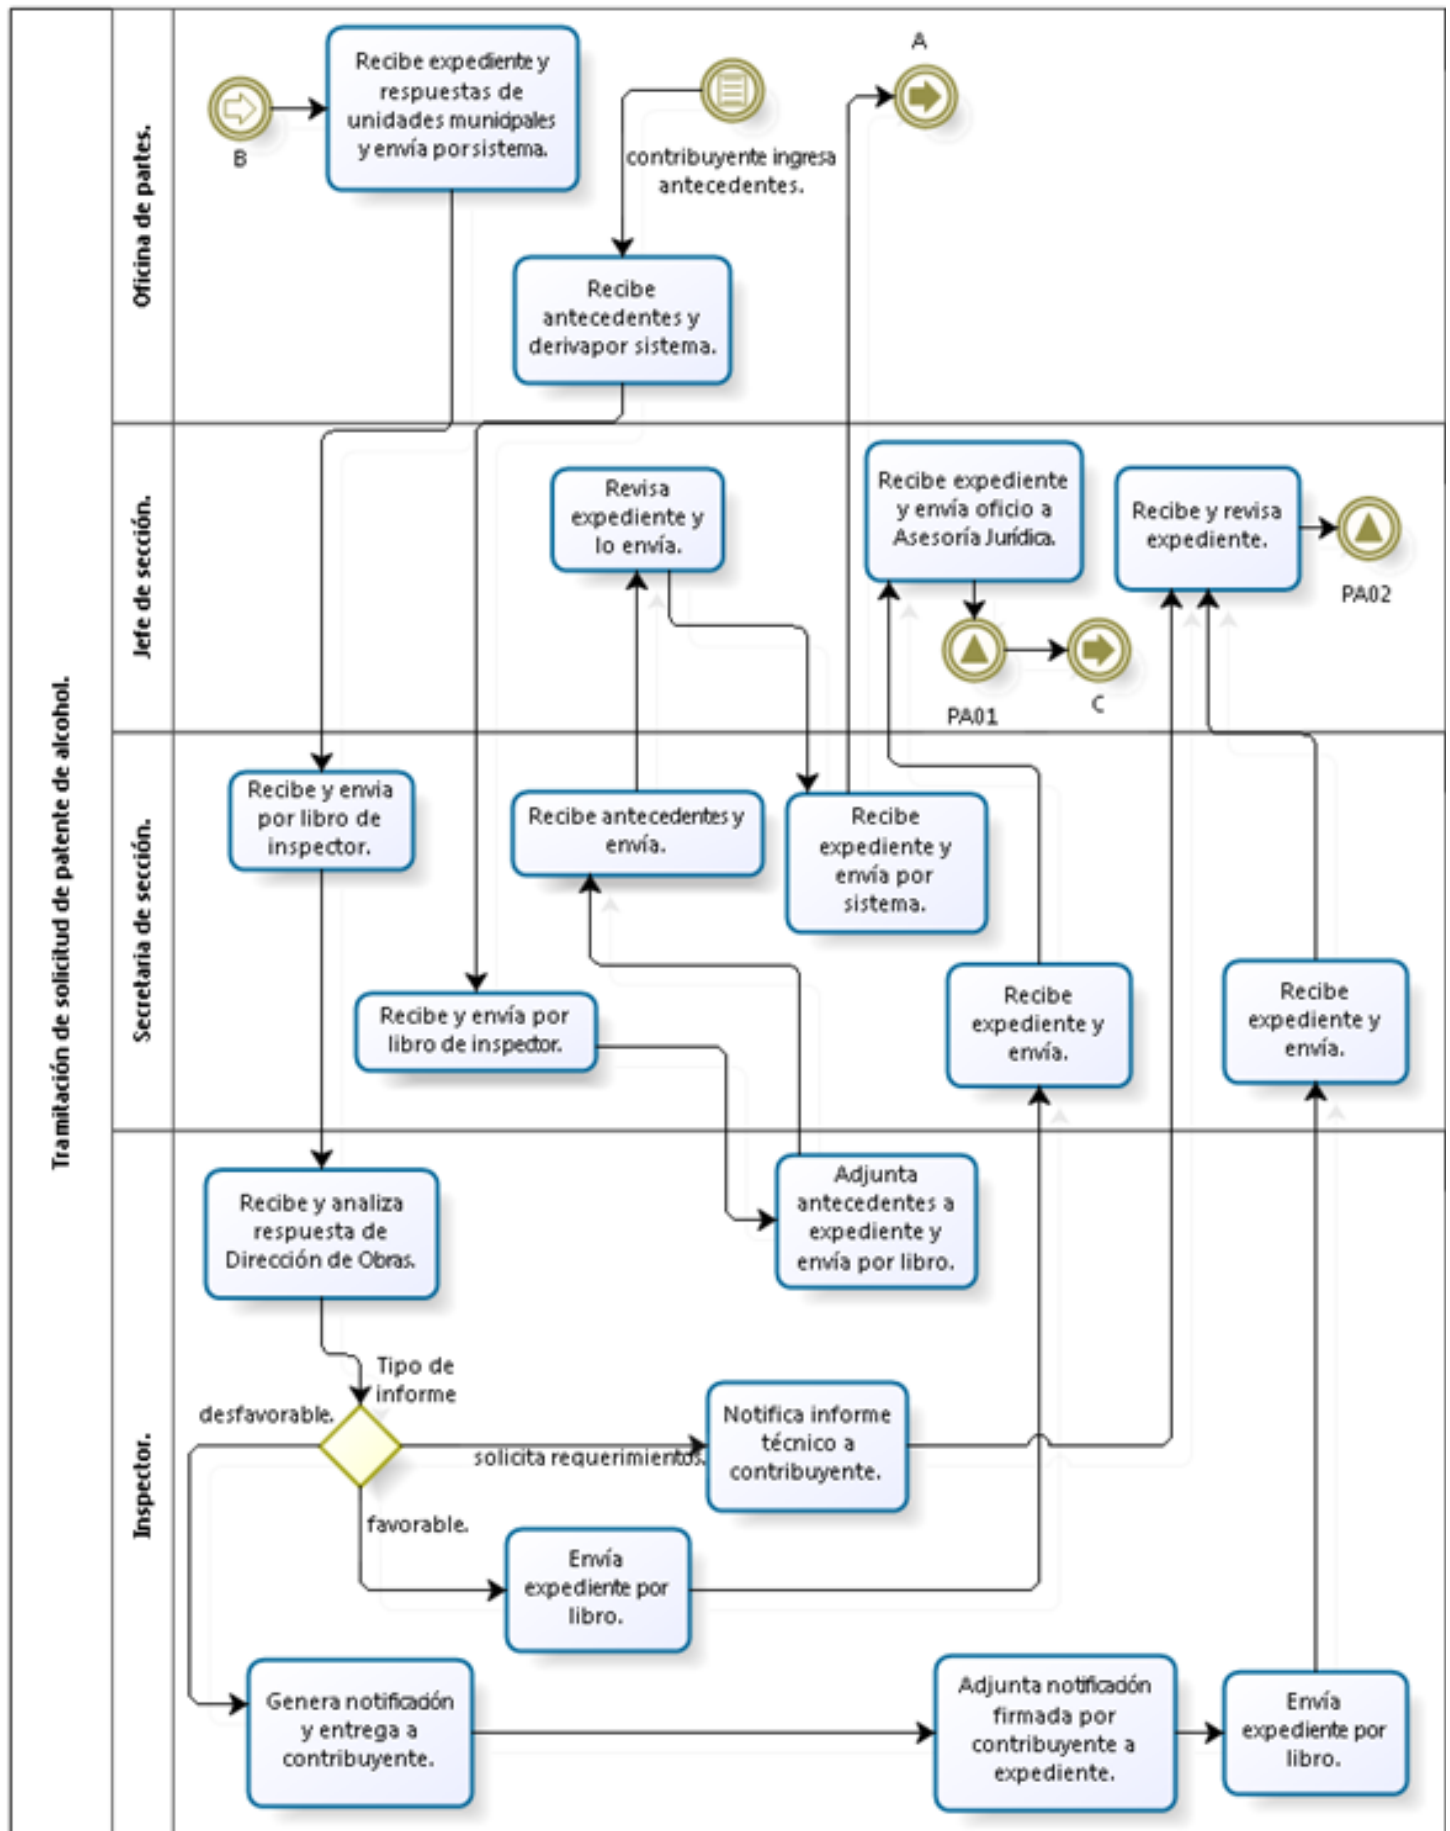 Tramitación de solicitud de patente de alcohol.
Oficina de partes.
B
Recibe expediente y
respuestas de
unidades municipales
y envía por sistema.
contribuyente ingresa
antecedentes.
A
Recibe
antecedentes y
derivapor sistema.
Jefe de sección.
Revisa
expediente y
lo envía.
Recibe expediente
y envía oficio a
Asesoría Jurídica.
PA01
C
Recibe y revisa
expediente.
PA02
Secretaria de sección.
Recibe y envia
por libro de
inspector.
Recibe antecedentes y
envía.
Recibe
expediente y
envía por
sistema.
Recibe y envía por
libro de inspector.
Recibe
expediente y
envía.
Recibe
expediente y
envía.
Inspector.
Recibe y analiza
respuesta de
Dirección de Obras.
Adjunta
antecedentes a
expediente y
envía por libro.
Tipo de
informe
desfavorable.
solicita requerimientos.
favorable.
Notifica informe
técnico a
contribuyente.
Envía
expediente por
libro.
Genera notificación
y entrega a
contribuyente.
Adjunta notificación
firmada por
contribuyente a
expediente.
Envía
expediente por
libro.